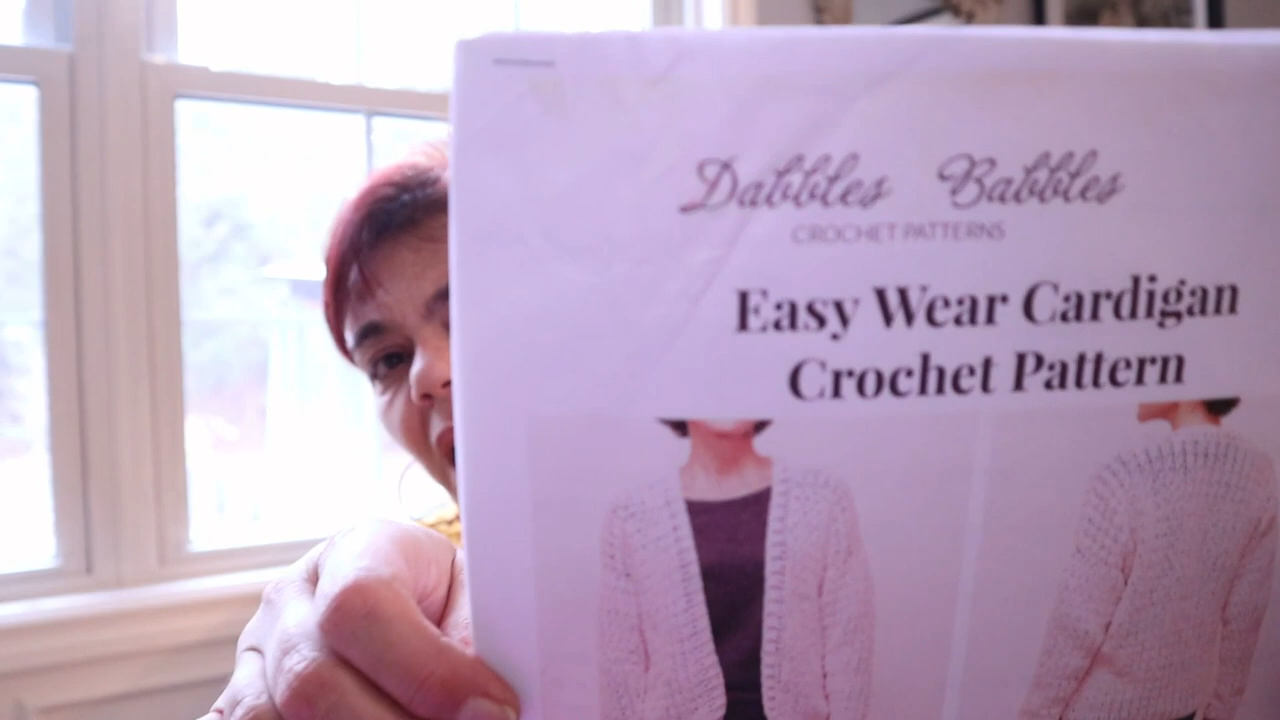 Dabbles Babbles
CROCHET PATTERNS
Easy Wear Cardigan
Crochet Pattern